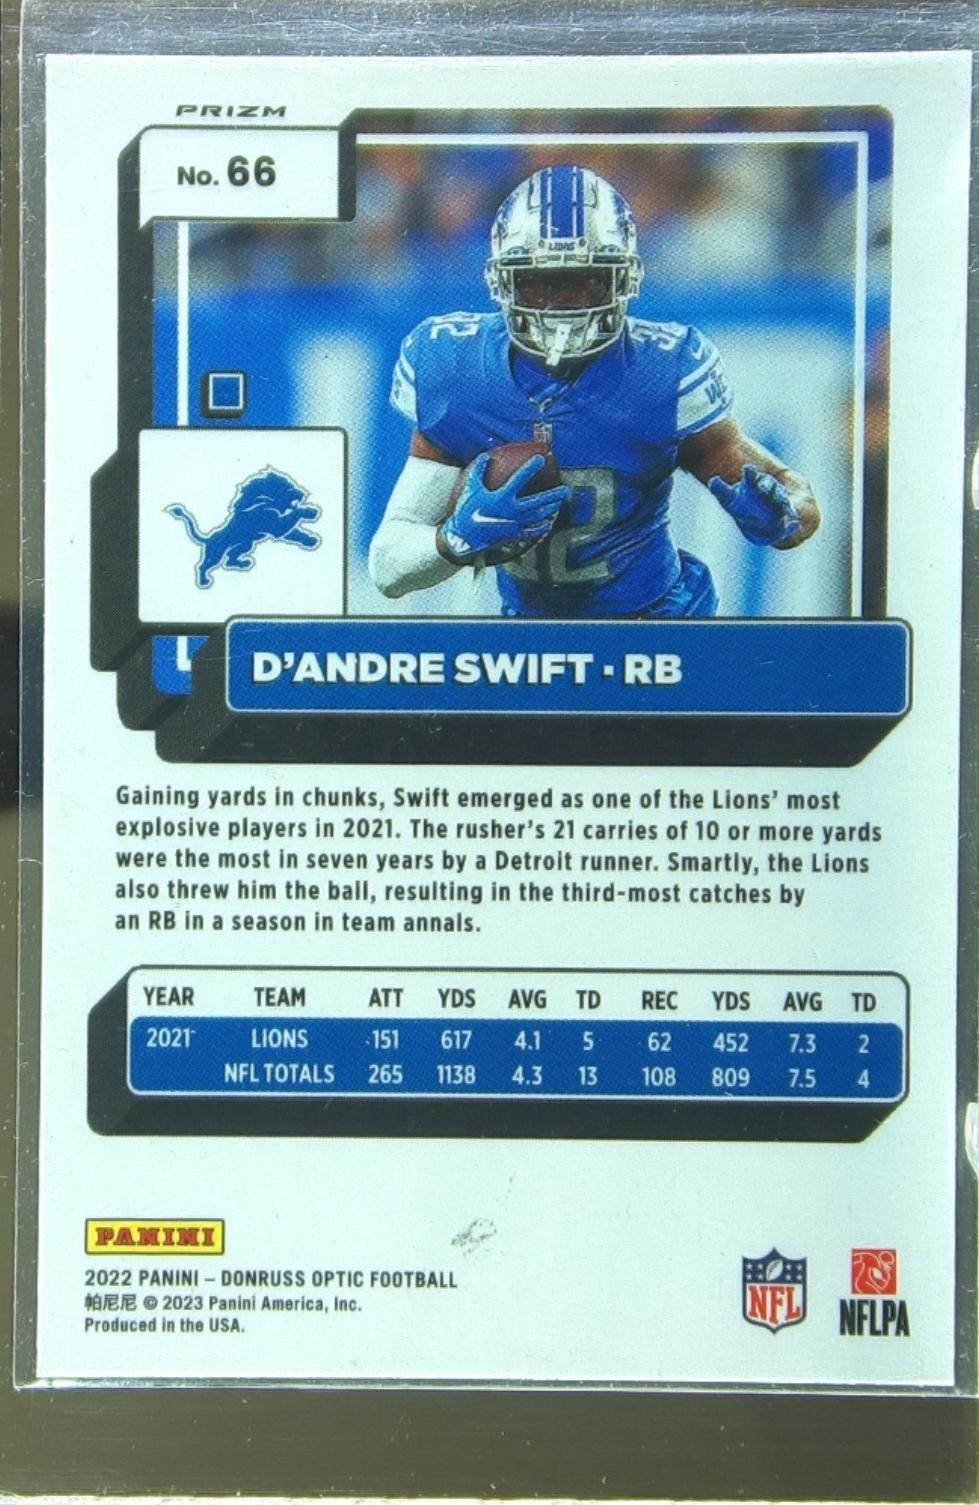 PRIZM
No. 66
LIONS
32
32
WE
32
D'ANDRE SWIFT · RB
Gaining yards in chunks, Swift emerged as one of the Lions' most
explosive players in 2021. The rusher's 21 carries of 10 or more yards
were the most in seven years by a Detroit runner. Smartly, the Lions
also threw him the ball, resulting in the third-most catches by
an RB in a season in team annals.
YEAR TEAM ATT YDS AVG TD REC YDS AVG TD
2021 LIONS 151 617 4.1 5 62 452 7.3 2
NFL TOTALS 265 1138 4.3 13 108 809 7.5 4
PANINI
2022 PANINI – DONRUSS OPTIC FOOTBALL
帕尼尼 © 2023 Panini America, Inc.
Produced in the USA.
NFL
NFLPA